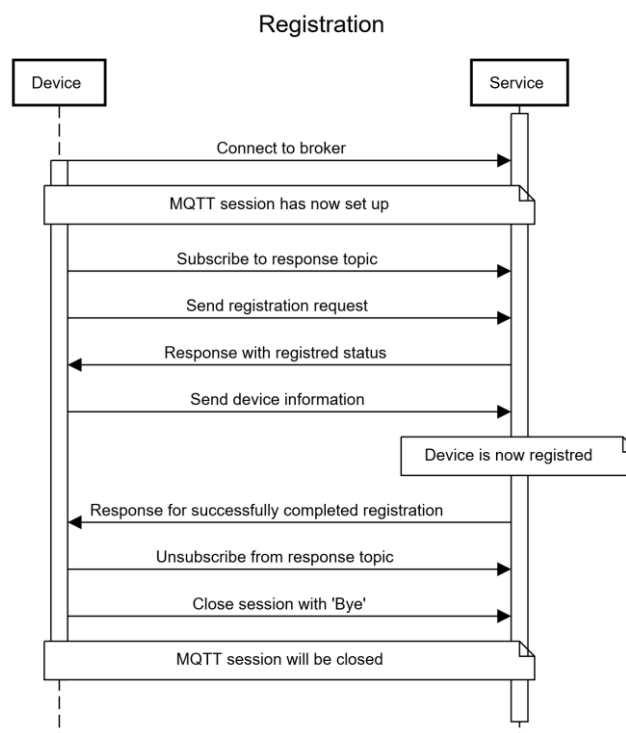 Registration
Device
Service
Connect to broker
MQTT session has now set up
Subscribe to response topic
Send registration request
Response with registred status
Send device information
Device is now registred
Response for successfully completed registration
Unsubscribe from response topic
Close session with 'Bye'
MQTT session will be closed